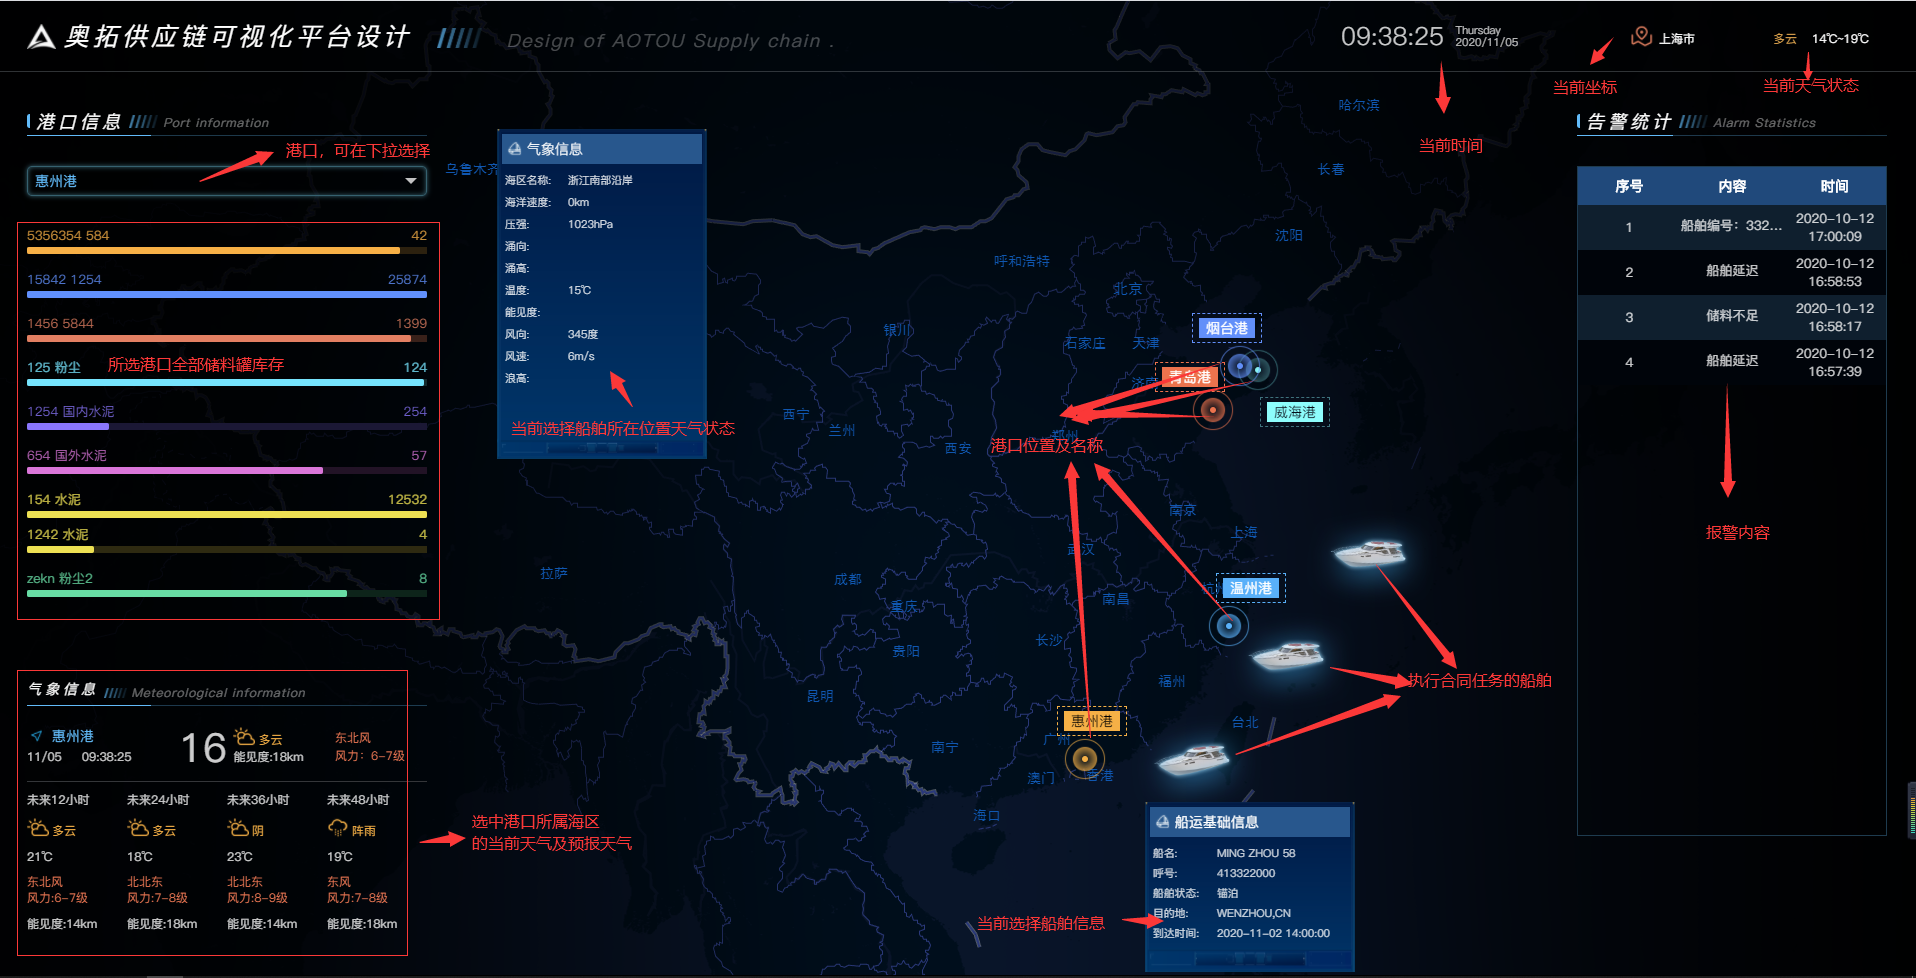 奥拓供应链可视化平台设计
Design of AOTOU Supply chain .
09:38:25
Thursday
2020/11/05
上海市
多云 14℃~19℃
当前坐标
当前天气状态
当前时间
港口信息
Port information
港口，可在下拉选择
惠州港
5356354 584 42
15842 1254 25874
1456 5844 1399
125 粉尘 124
所选港口全部储料罐库存
1254 国内水泥 254
654 国外水泥 57
154 水泥 12532
1242 水泥 4
zekn 粉尘2 8
气象信息
Meteorological information
惠州港
11/05 09:38:25
16
多云
能见度:18km
东北风
风力：6-7级
未来12小时 未来24小时 未来36小时 未来48小时
多云 多云 阴 阵雨
21℃ 18℃ 23℃ 19℃
东北风 北北东 北北东 东风
风力:6-7级 风力:7-8级 风力:8-9级 风力:7-8级
能见度:14km 能见度:18km 能见度:14km 能见度:18km
选中港口所属海区
的当前天气及预报天气
气象信息
海区名称: 浙江南部沿岸
海洋速度: 0km
压强: 1023hPa
涌向:
涌高:
温度: 15℃
能见度:
风向: 345度
风速: 6m/s
浪高:
当前选择船舶所在位置天气状态
哈尔滨
长春
乌鲁木齐
沈阳
呼和浩特
北京
银川
石家庄
天津
烟台港
青岛港
济南
威海港
西宁
兰州
郑州
西安
港口位置及名称
南京
上海
武汉
拉萨
成都
重庆
杭州
温州港
南昌
长沙
贵阳
福州
昆明
执行合同任务的船舶
惠州港
台北
广州
南宁
澳门
香港
海口
船运基础信息
船名: MING ZHOU 58
呼号: 413322000
船舶状态: 锚泊
目的地: WENZHOU,CN
到达时间: 2020-11-02 14:00:00
当前选择船舶信息
告警统计
Alarm Statistics
序号 内容 时间
1 船舶编号：332... 2020-10-12
17:00:09
2 船舶延迟 2020-10-12
16:58:53
3 储料不足 2020-10-12
16:58:17
4 船舶延迟 2020-10-12
16:57:39
报警内容